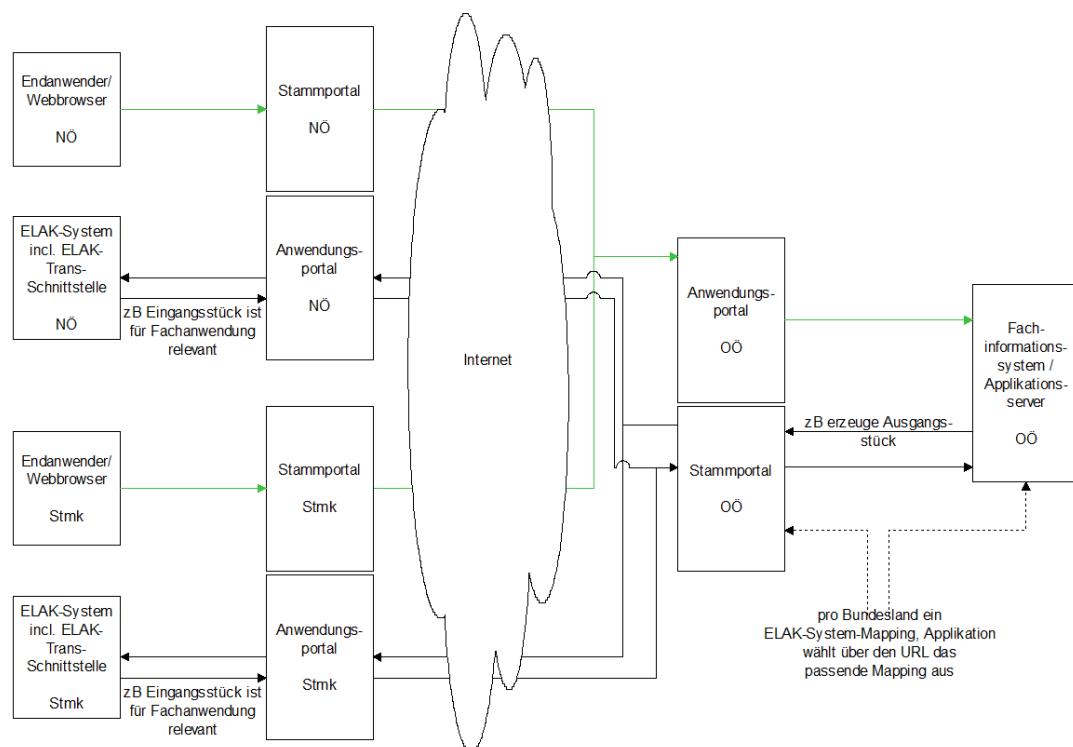 Endanwender/
Webbrowser
NÖ
Stammportal
NÖ
ELAK-System
incl. ELAK-
Trans-
Schnittstelle
NÖ
zB Eingangsstück ist
für Fachanwendung
relevant
Anwendungs-
portal
NÖ
Internet
Anwendungs-
portal
OÖ
Fach-
informations-
system /
Applikations-
server
OÖ
zB erzeuge Ausgangs-
stück
Stammportal
OÖ
Endanwender/
Webbrowser
Stmk
Stammportal
Stmk
ELAK-System
incl. ELAK-
Trans-
Schnittstelle
Stmk
zB Eingangsstück ist
für Fachanwendung
relevant
Anwendungs-
portal
Stmk
pro Bundesland ein
ELAK-System-Mapping, Applikation
wählt über den URL das
passende Mapping aus